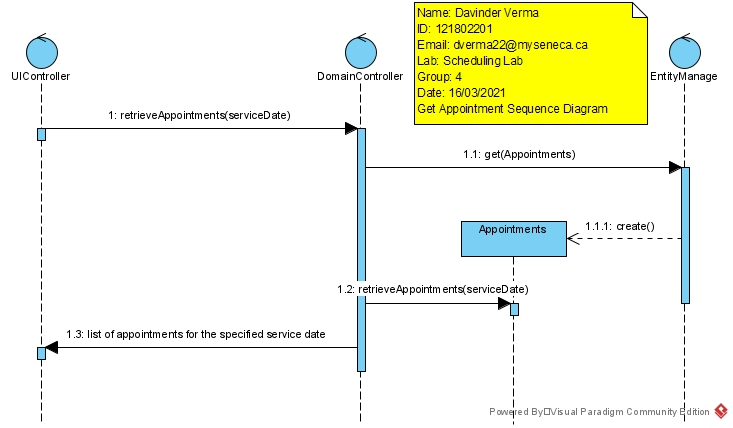 Name: Davinder Verma
ID: 121802201
Email: dverma22@myseneca.ca
Lab: Scheduling Lab
Group: 4
Date: 16/03/2021
Get Appointment Sequence Diagram
UIController
DomainController
EntityManage
1: retrieveAppointments(serviceDate)
1.1: get(Appointments)
Appointments
1.1.1: create()
1.2: retrieveAppointments(serviceDate)
1.3: list of appointments for the specified service date
Powered By Visual Paradigm Community Edition